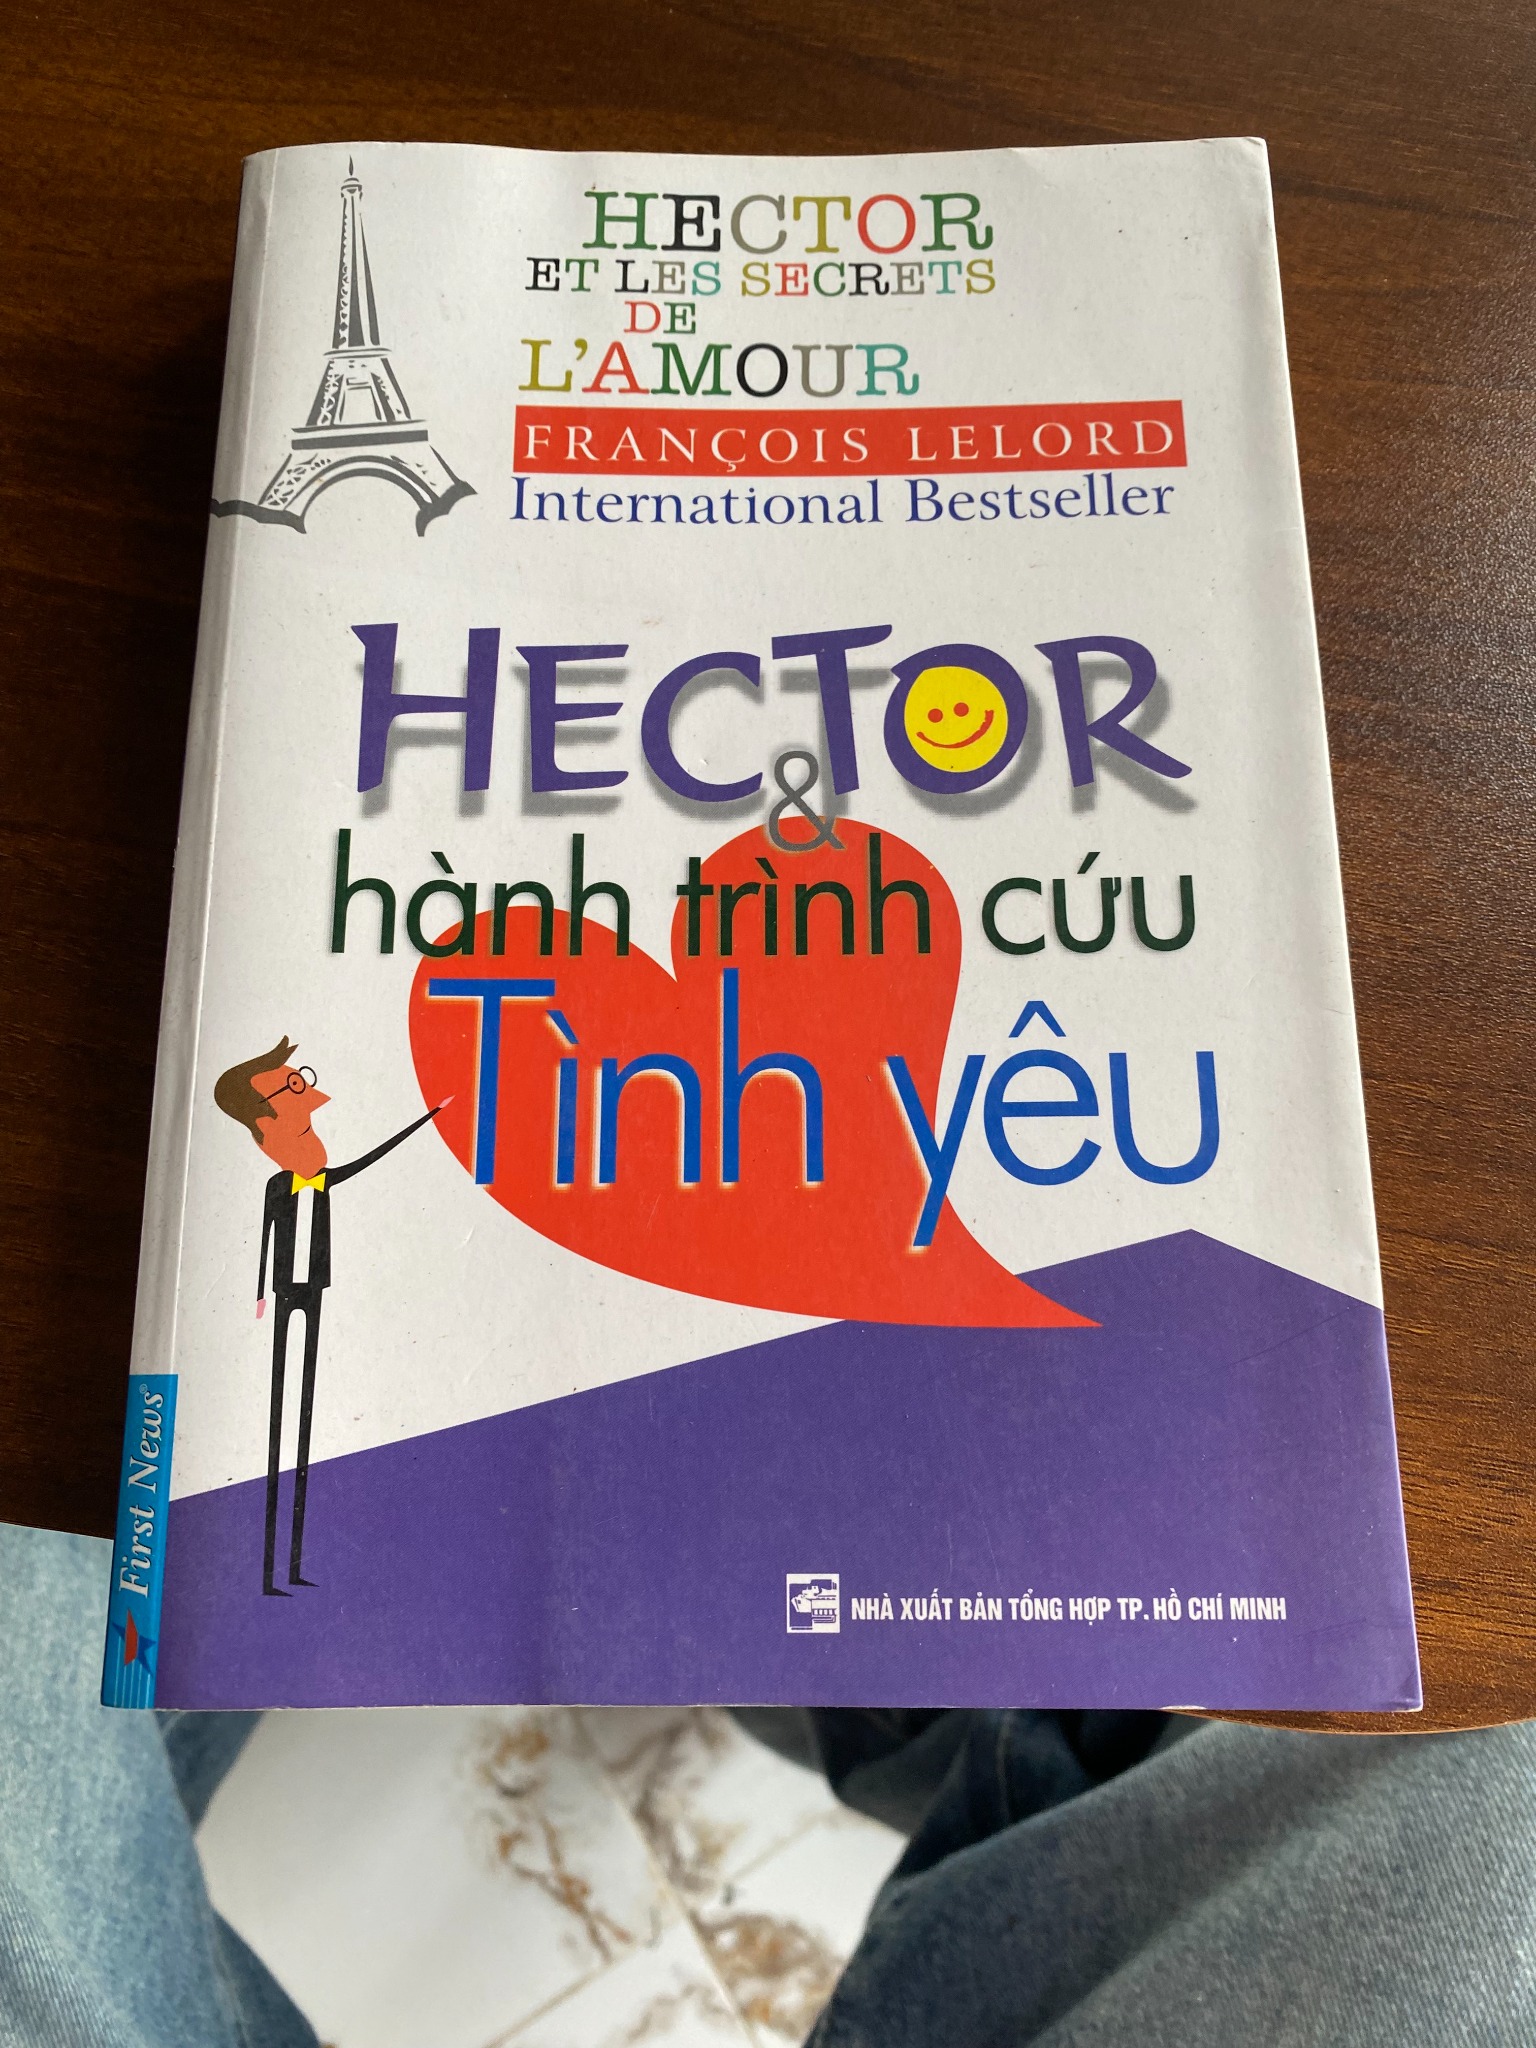 HECTOR
ET LES SECRETS
DE
L'AMOUR
FRANÇOIS LELORD
International Bestseller
HECTOR
&
hành trình cứu
Tình yêu
First News®
NHÀ XUẤT BẢN TỔNG HỢP TP. HỒ CHÍ MINH